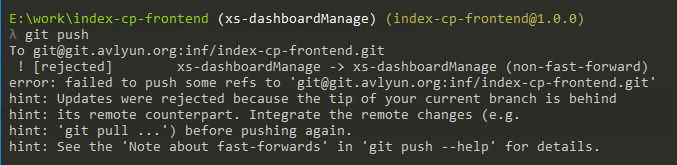 E:\work\index-cp-frontend (xs-dashboardManage) (index-cp-frontend@1.0.0)
λ git push
To git@git.avlyun.org:inf/index-cp-frontend.git
 ! [rejected]        xs-dashboardManage -> xs-dashboardManage (non-fast-forward)
error: failed to push some refs to 'git@git.avlyun.org:inf/index-cp-frontend.git'
hint: Updates were rejected because the tip of your current branch is behind
hint: its remote counterpart. Integrate the remote changes (e.g.
hint: 'git pull ...') before pushing again.
hint: See the 'Note about fast-forwards' in 'git push --help' for details.